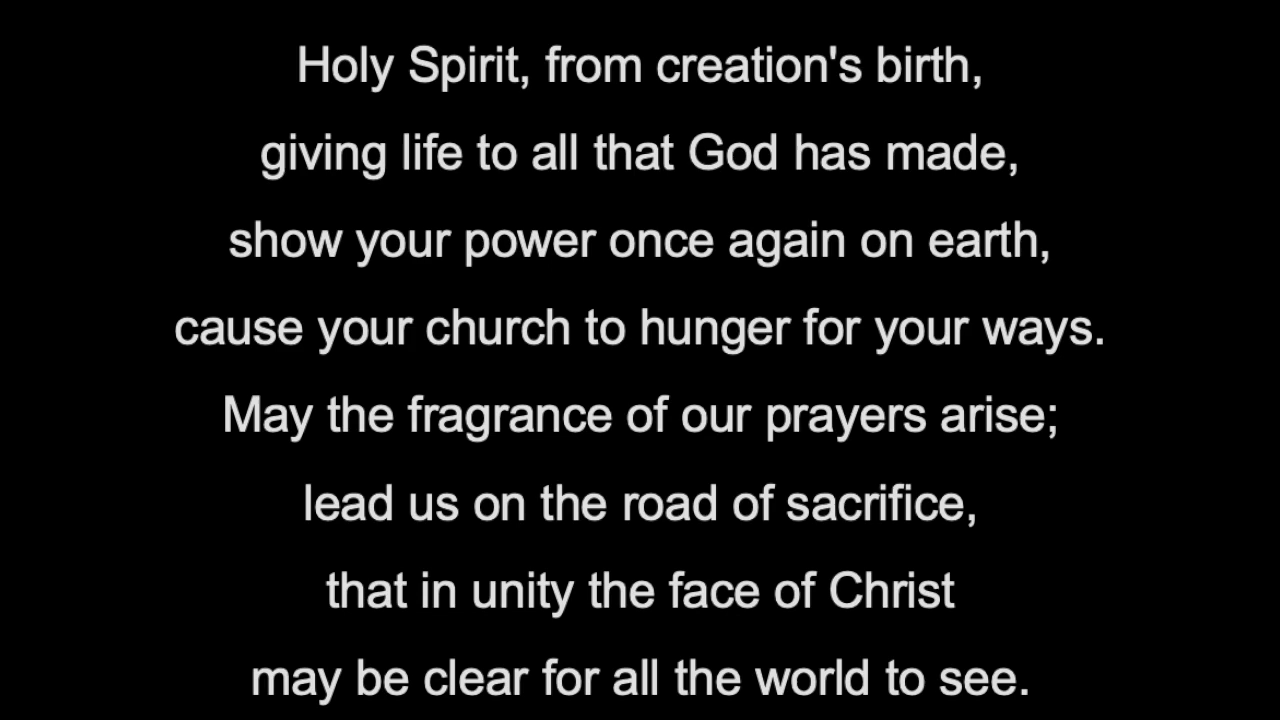 Holy Spirit, from creation's birth,
giving life to all that God has made,
show your power once again on earth,
cause your church to hunger for your ways.
May the fragrance of our prayers arise;
lead us on the road of sacrifice,
that in unity the face of Christ
may be clear for all the world to see.